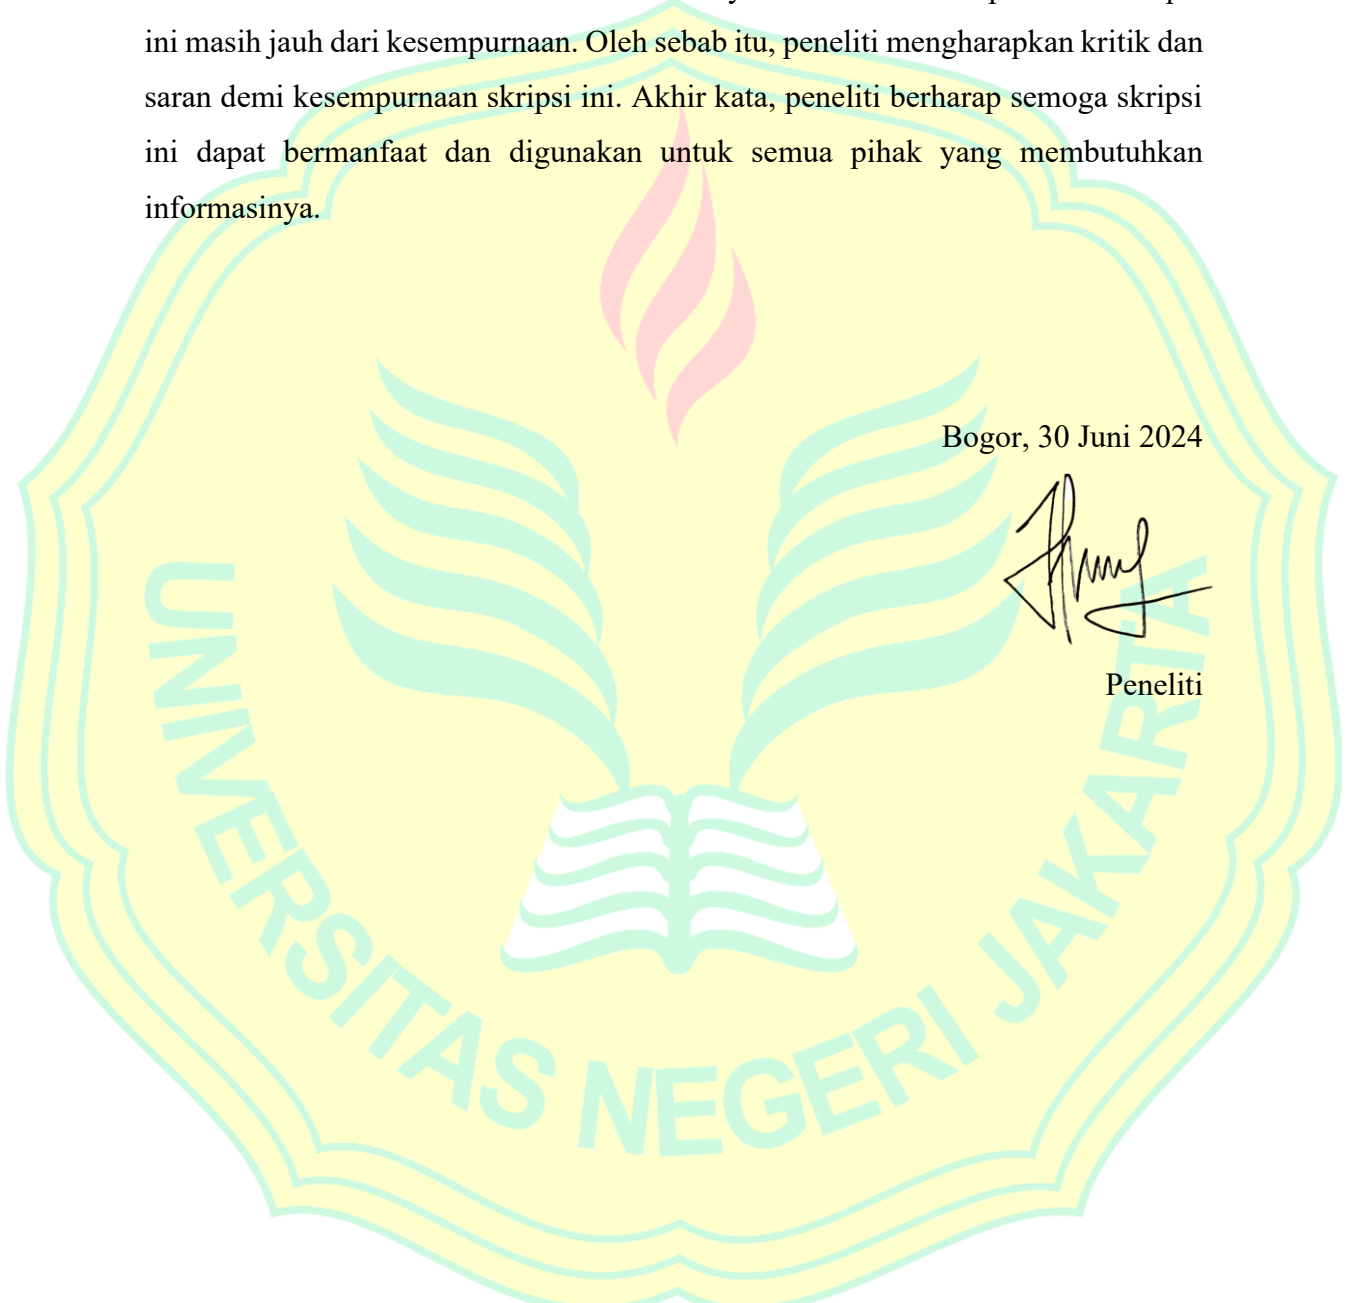 ini masih jauh dari kesempurnaan. Oleh sebab itu, peneliti mengharapkan kritik dan
saran demi kesempurnaan skripsi ini. Akhir kata, peneliti berharap semoga skripsi
ini dapat bermanfaat dan digunakan untuk semua pihak yang membutuhkan
informasinya.
Bogor, 30 Juni 2024
Peneliti
UNIVERSITAS NEGERI JAKARTA